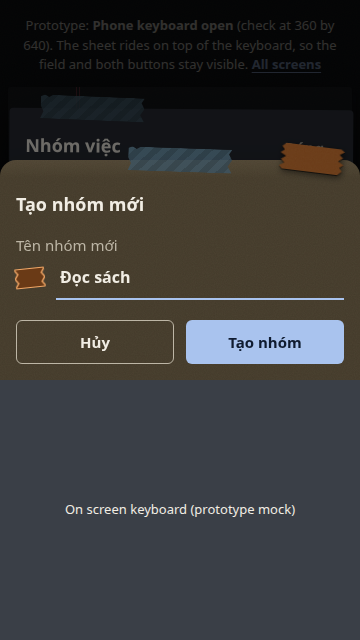 Prototype: Phone keyboard open (check at 360 by
640). The sheet rides on top of the keyboard, so the
field and both buttons stay visible. All screens
Nhóm việc
Tạo nhóm mới
Tên nhóm mới
Đọc sách
Hủy
Tạo nhóm
On screen keyboard (prototype mock)